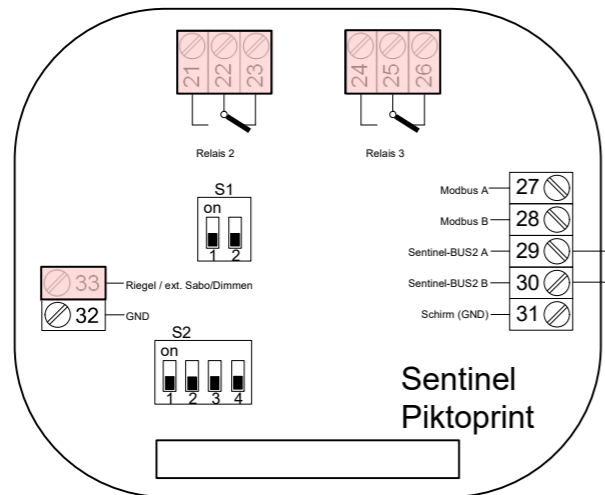 21 22 23
24 25 26
Relais 2
Relais 3
S1
on
1 2
Modbus A 27
Modbus B 28
Sentinel-BUS2 A 29
Sentinel-BUS2 B 30
Schirm (GND) 31
33 Riegel / ext. Sabo/Dimmen
32 GND
S2
on
1 2 3 4
Sentinel
Piktoprint